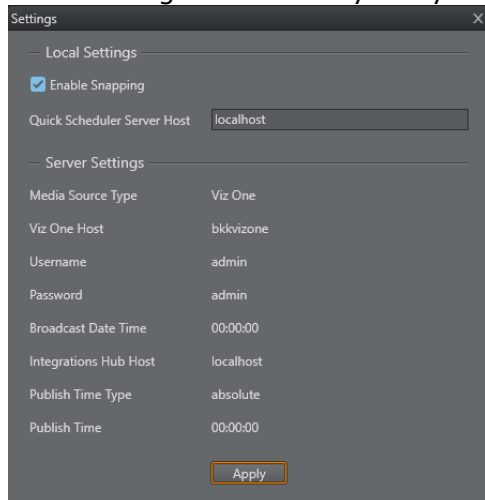 Settings X
Local Settings
Enable Snapping
Quick Scheduler Server Host localhost
Server Settings
Media Source Type Viz One
Viz One Host bkkvizone
Username admin
Password admin
Broadcast Date Time 00:00:00
Integrations Hub Host localhost
Publish Time Type absolute
Publish Time 00:00:00
Apply